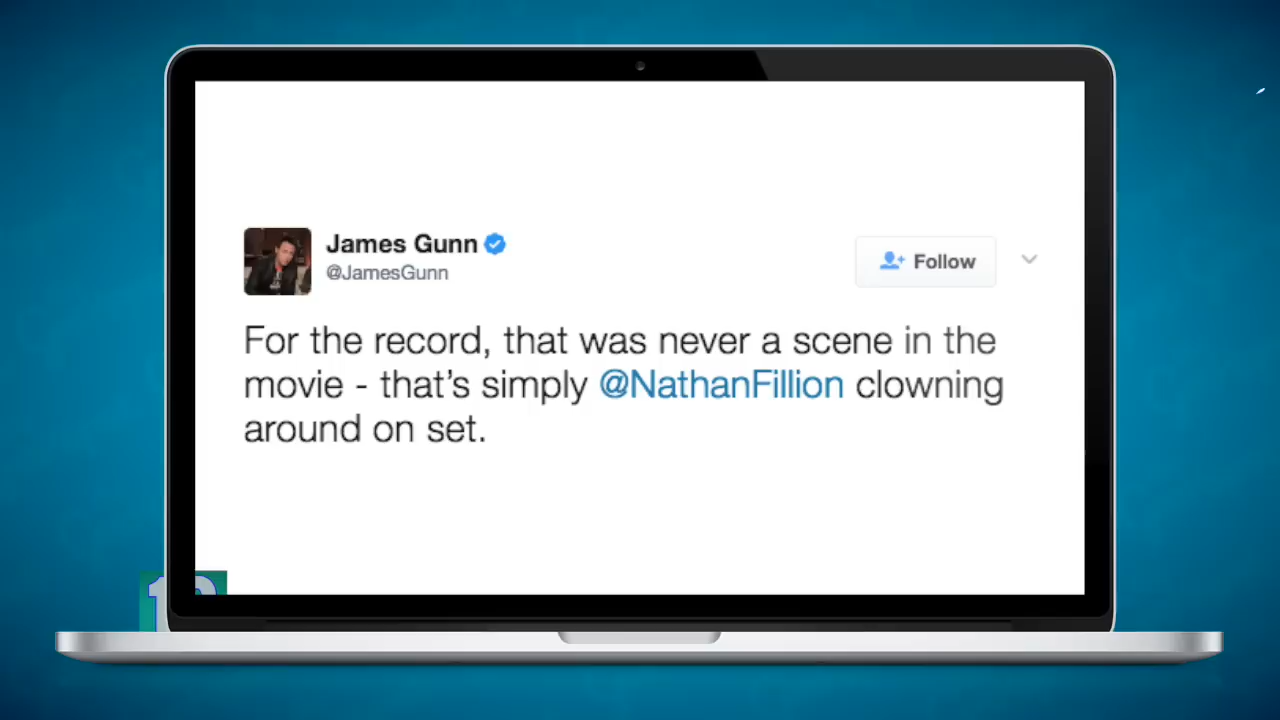 James Gunn
@JamesGunn
Follow
For the record, that was never a scene in the
movie - that's simply @NathanFillion clowning
around on set.